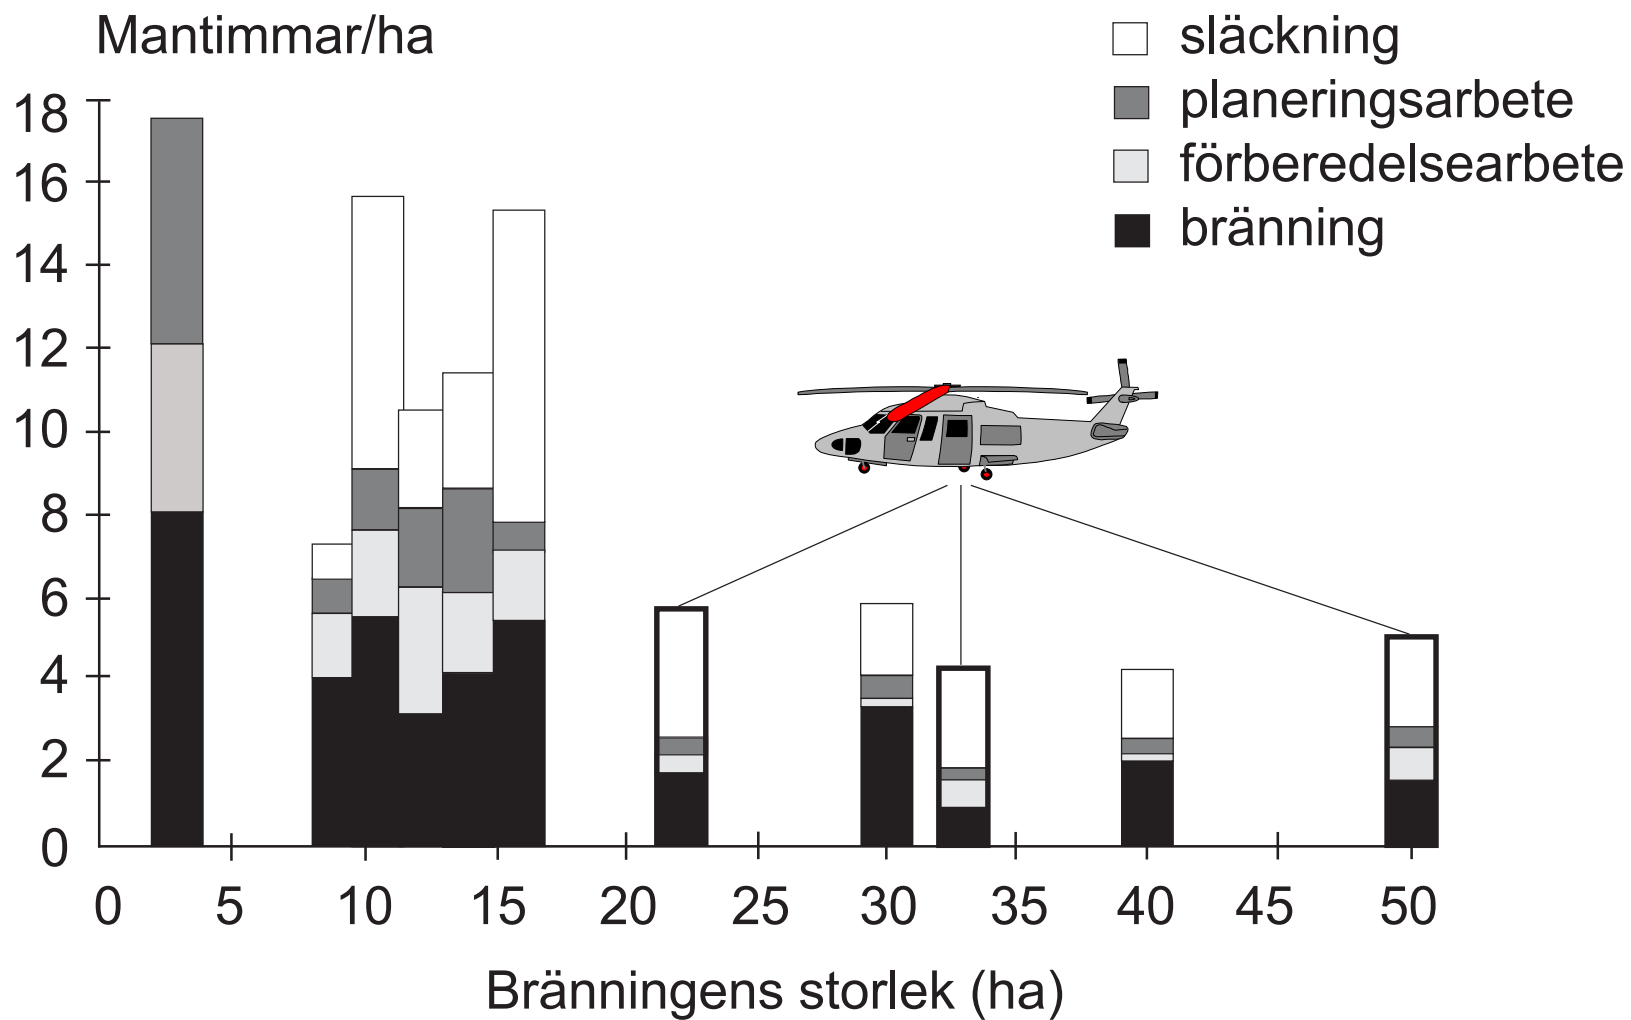 Mantimmar/ha
släckning
planeringsarbete
förberedelsearbete
bränning
18
16
14
12
10
8
6
4
2
0
0 5 10 15 20 25 30 35 40 45 50
Bränningens storlek (ha)